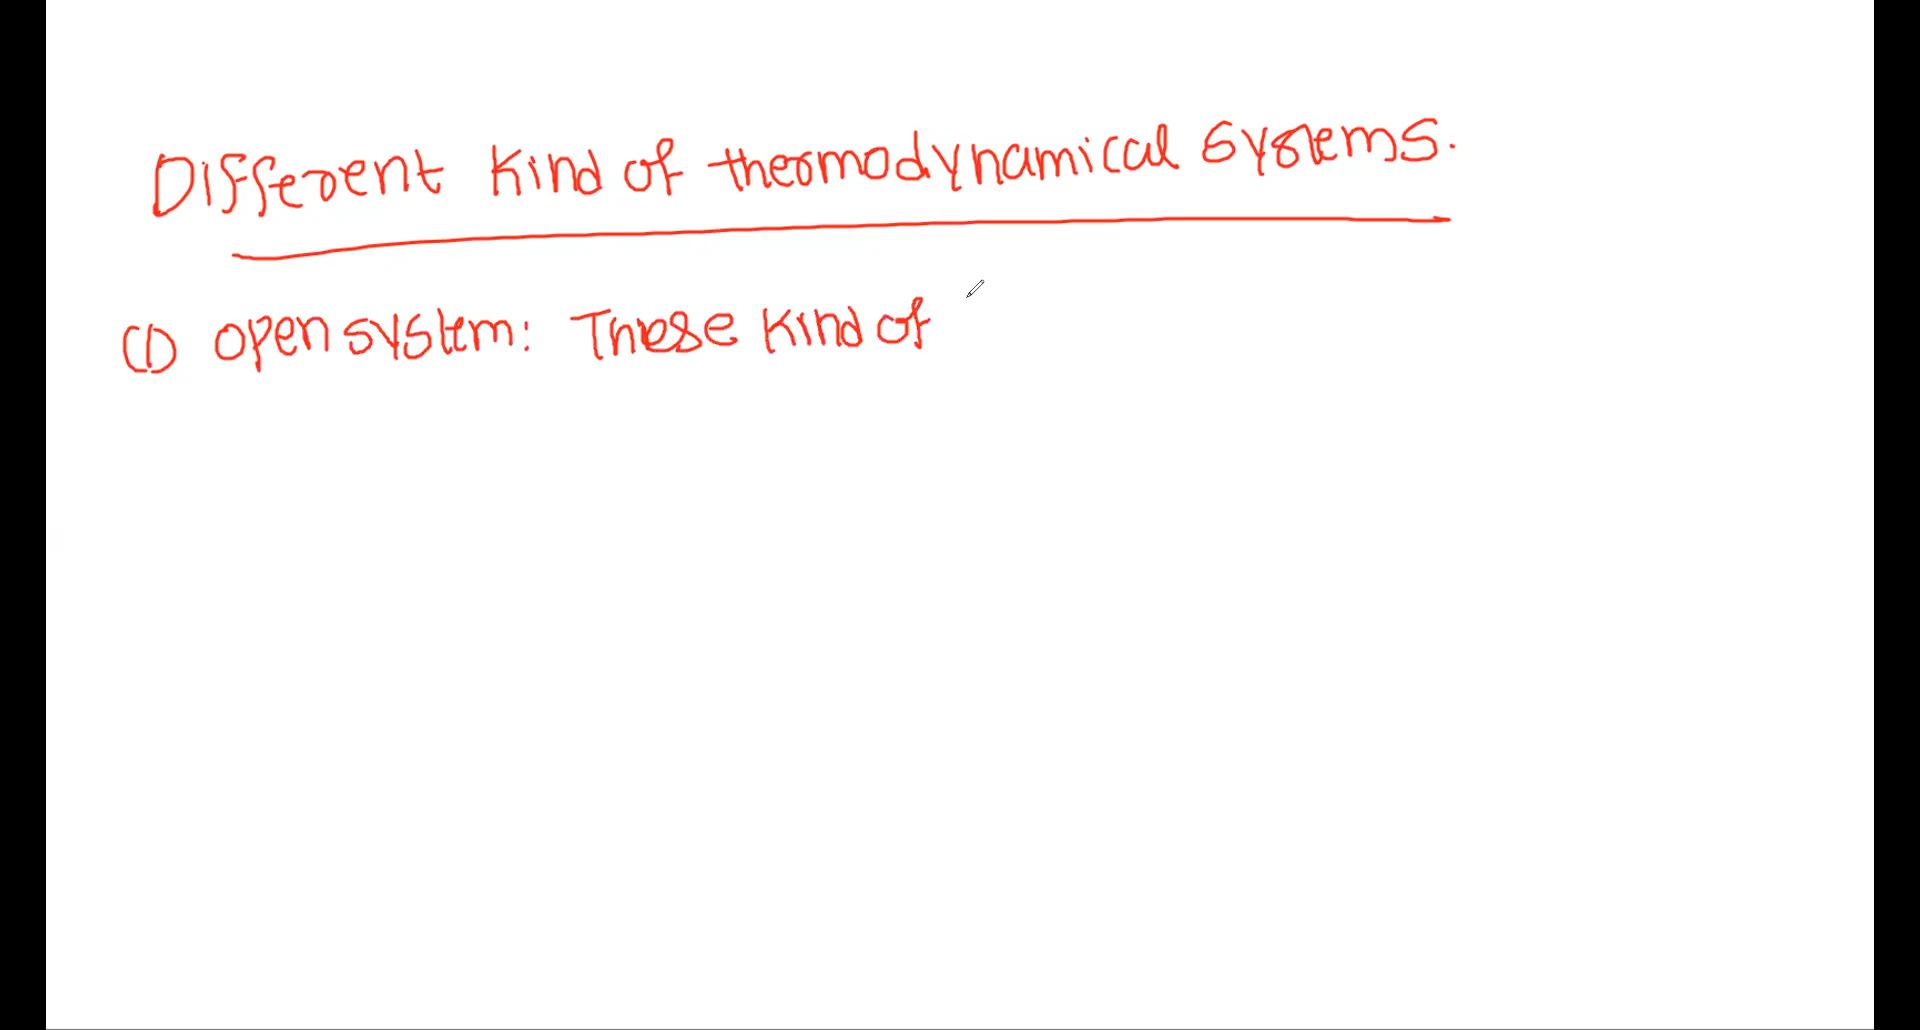 Different kind of thermodynamical systems.
(1) open system: These kind of